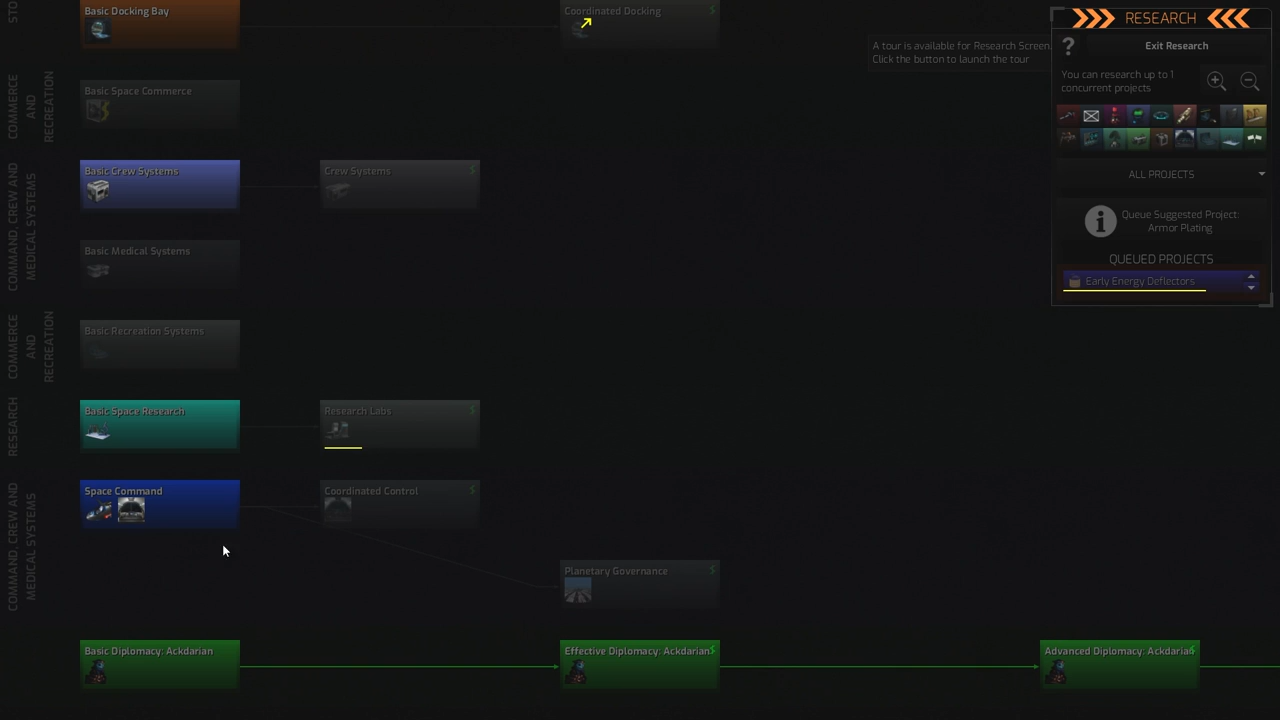 STO
Basic Docking Bay
Coordinated Docking
$
A tour is available for Research Screen.
Click the button to launch the tour
RESEARCH
?
Exit Research
You can research up to 1
concurrent projects
ALL PROJECTS
Queue Suggested Project:
Armor Plating
QUEUED PROJECTS
Early Energy Deflectors
COMMERCE
AND
RECREATION
Basic Space Commerce
COMMAND, CREW AND
MEDICAL SYSTEMS
Basic Crew Systems
Crew Systems
$
Basic Medical Systems
COMMERCE
AND
RECREATION
Basic Recreation Systems
RESEARCH
Basic Space Research
Research Labs
$
COMMAND, CREW AND
MEDICAL SYSTEMS
Space Command
Coordinated Control
$
Planetary Governance
$
Basic Diplomacy: Ackdarian
Effective Diplomacy: Ackdarian
$
Advanced Diplomacy: Ackdarian
$